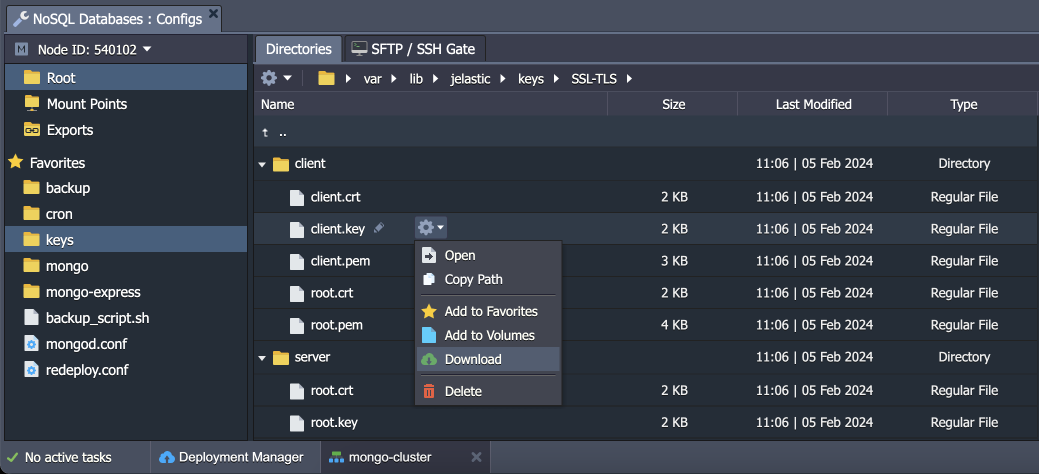 NoSQL Databases : Configs
Node ID: 540102
Root
Mount Points
Exports
Favorites
backup
cron
keys
mongo
mongo-express
backup_script.sh
mongod.conf
redeploy.conf
Directories
SFTP / SSH Gate
var lib jelastic keys SSL-TLS
Name Size Last Modified Type
..
client 11:06 | 05 Feb 2024 Directory
client.crt 2 KB 11:06 | 05 Feb 2024 Regular File
client.key 2 KB 11:06 | 05 Feb 2024 Regular File
client.pem 3 KB 11:06 | 05 Feb 2024 Regular File
root.crt 2 KB 11:06 | 05 Feb 2024 Regular File
root.pem 4 KB 11:06 | 05 Feb 2024 Regular File
server 11:06 | 05 Feb 2024 Directory
root.crt 2 KB 11:06 | 05 Feb 2024 Regular File
root.key 2 KB 11:06 | 05 Feb 2024 Regular File
Open
Copy Path
Add to Favorites
Add to Volumes
Download
Delete
No active tasks
Deployment Manager
mongo-cluster